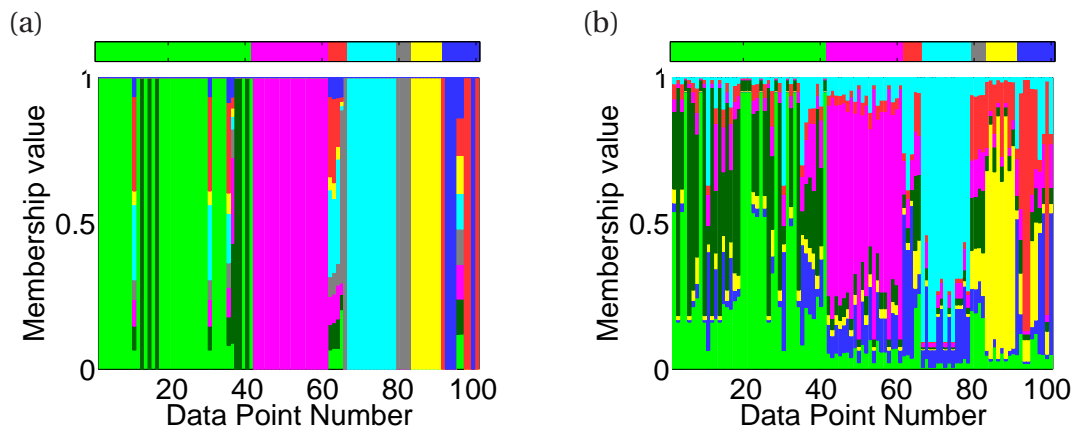 (a)
1
0.5
0
Membership value
20 40 60 80 100
Data Point Number
(b)
1
0.5
0
Membership value
20 40 60 80 100
Data Point Number